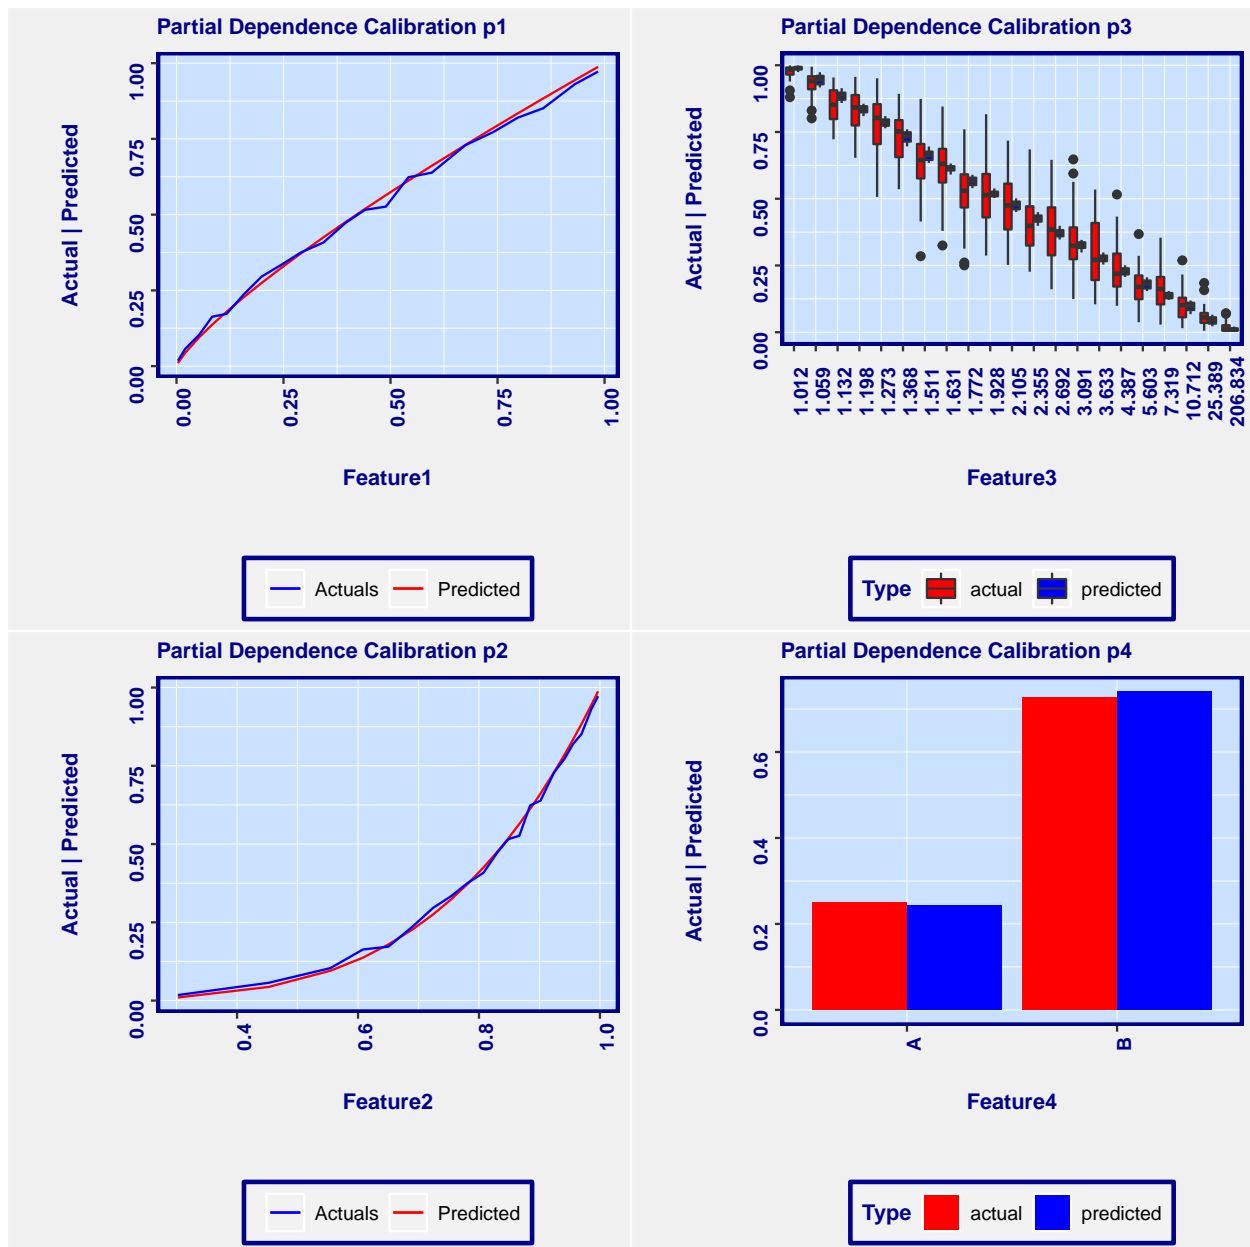 Partial Dependence Calibration p1
Actual | Predicted
1.00
0.75
0.50
0.25
0.00
0.00
0.25
0.50
0.75
1.00
Feature1
Actuals
Predicted
Partial Dependence Calibration p3
Actual | Predicted
1.00
0.75
0.50
0.25
0.00
1.012
1.059
1.132
1.198
1.273
1.368
1.511
1.631
1.772
1.928
2.105
2.355
2.692
3.091
3.633
4.387
5.603
7.319
10.712
25.389
206.834
Feature3
Type
actual
predicted
Partial Dependence Calibration p2
Actual | Predicted
1.00
0.75
0.50
0.25
0.00
0.4
0.6
0.8
1.0
Feature2
Actuals
Predicted
Partial Dependence Calibration p4
Actual | Predicted
0.6
0.4
0.2
0.0
A
B
Feature4
Type
actual
predicted